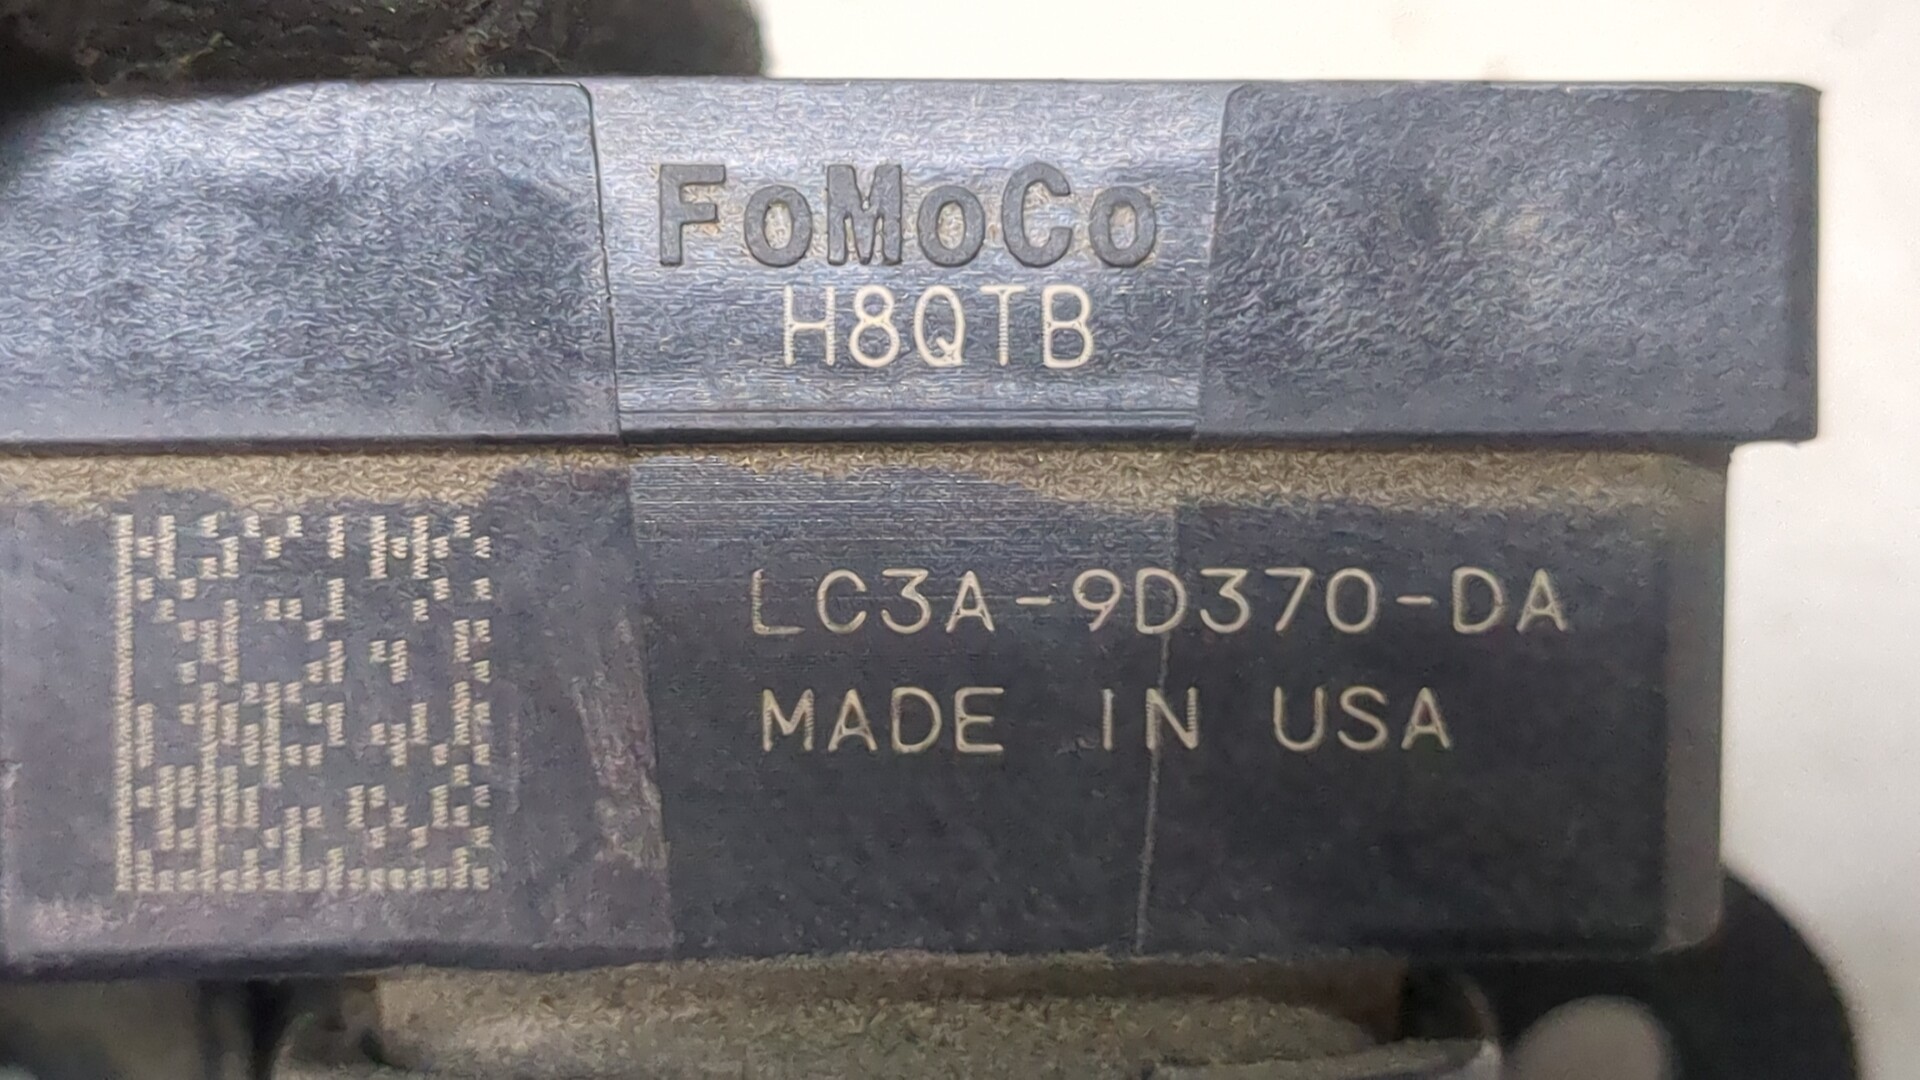 FoMoCo
H8QTB
LC3A-9D370-DA
MADE IN USA